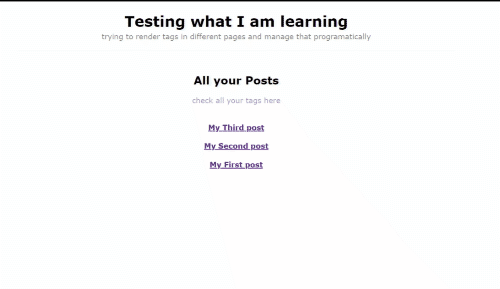 Testing what I am learning
trying to render tags in different pages and manage that programatically
All your Posts
check all your tags here
My Third post
My Second post
My First post